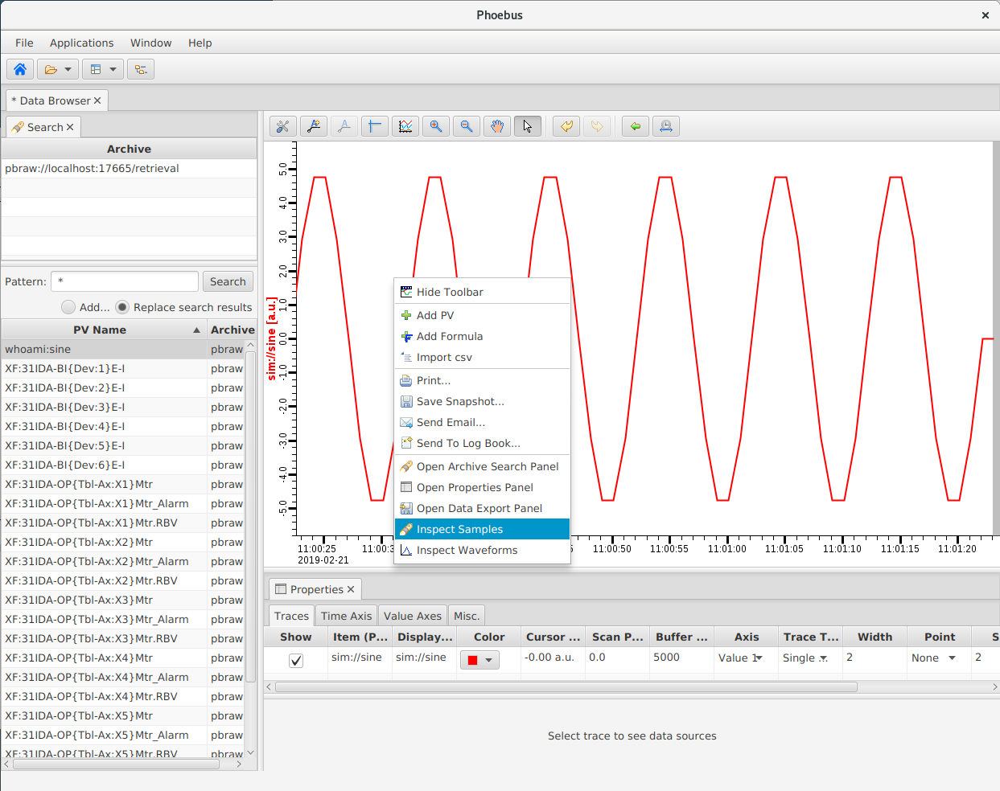 Phoebus
File Applications Window Help
* Data Browser
Search
Archive
pbraw://localhost:17665/retrieval
Pattern: * Search
Add... Replace search results
PV Name Archive
whoami:sine pbraw
XF:31IDA-BI{Dev:1}E-I pbraw
XF:31IDA-BI{Dev:2}E-I pbraw
XF:31IDA-BI{Dev:3}E-I pbraw
XF:31IDA-BI{Dev:4}E-I pbraw
XF:31IDA-BI{Dev:5}E-I pbraw
XF:31IDA-BI{Dev:6}E-I pbraw
XF:31IDA-OP{Tbl-Ax:X1}Mtr pbraw
XF:31IDA-OP{Tbl-Ax:X1}Mtr_Alarm pbraw
XF:31IDA-OP{Tbl-Ax:X1}Mtr.RBV pbraw
XF:31IDA-OP{Tbl-Ax:X2}Mtr pbraw
XF:31IDA-OP{Tbl-Ax:X2}Mtr_Alarm pbraw
XF:31IDA-OP{Tbl-Ax:X2}Mtr.RBV pbraw
XF:31IDA-OP{Tbl-Ax:X3}Mtr pbraw
XF:31IDA-OP{Tbl-Ax:X3}Mtr_Alarm pbraw
XF:31IDA-OP{Tbl-Ax:X3}Mtr.RBV pbraw
XF:31IDA-OP{Tbl-Ax:X4}Mtr pbraw
XF:31IDA-OP{Tbl-Ax:X4}Mtr_Alarm pbraw
XF:31IDA-OP{Tbl-Ax:X4}Mtr.RBV pbraw
XF:31IDA-OP{Tbl-Ax:X5}Mtr pbraw
XF:31IDA-OP{Tbl-Ax:X5}Mtr_Alarm pbraw
XF:31IDA-OP{Tbl-Ax:X5}Mtr.RBV pbraw
sim://sine [a.u.]
5.0
4.0
3.0
2.0
1.0
0.0
-1.0
-2.0
-3.0
-4.0
-5.0
Hide Toolbar
Add PV
Add Formula
Import csv
Print...
Save Snapshot...
Send Email...
Send To Log Book...
Open Archive Search Panel
Open Properties Panel
Open Data Export Panel
Inspect Samples
Inspect Waveforms
11:00:25 11:00:3 5 11:00:50 11:00:55 11:01:00 11:01:05 11:01:10 11:01:15 11:01:20
2019-02-21
Properties
Traces Time Axis Value Axes Misc.
Show Item (P... Display... Color Cursor ... Scan P... Buffer ... Axis Trace T... Width Point S
sim://sine sim://sine -0.00 a.u. 0.0 5000 Value 1 Single ... 2 None 2
Select trace to see data sources